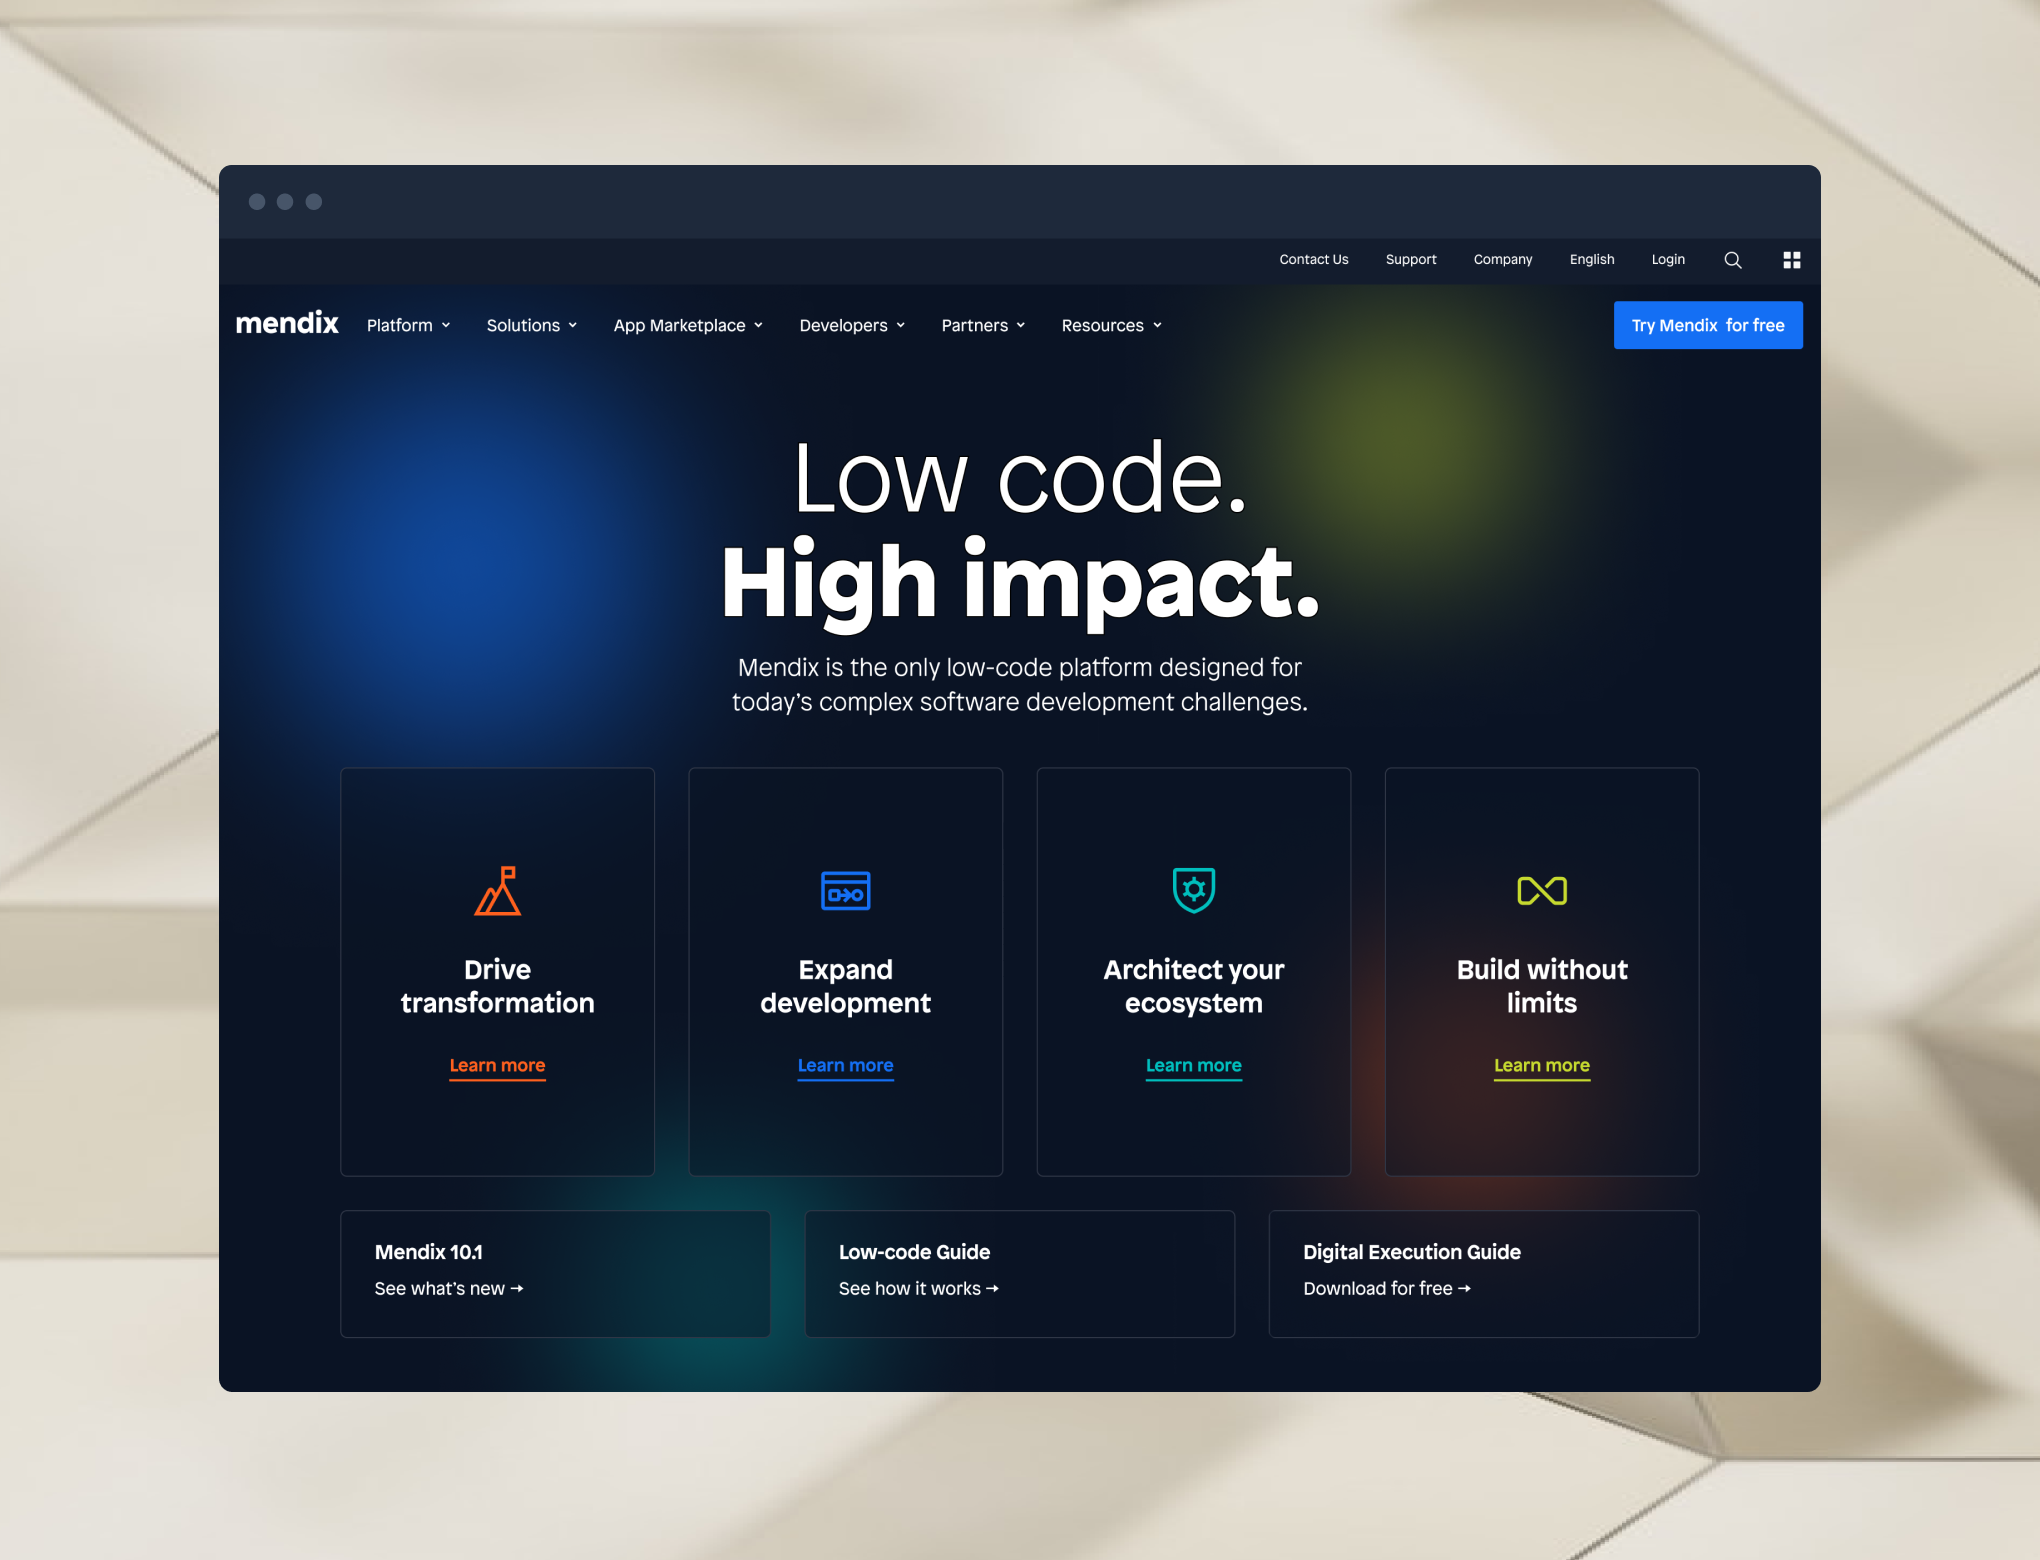 Contact Us Support Company English Login
mendix Platform Solutions App Marketplace Developers Partners Resources Try Mendix for free
Low code.
High impact.
Mendix is the only low-code platform designed for
today’s complex software development challenges.
Drive
transformation
Learn more
Expand
development
Learn more
Architect your
ecosystem
Learn more
Build without
limits
Learn more
Mendix 10.1
See what’s new →
Low-code Guide
See how it works →
Digital Execution Guide
Download for free →